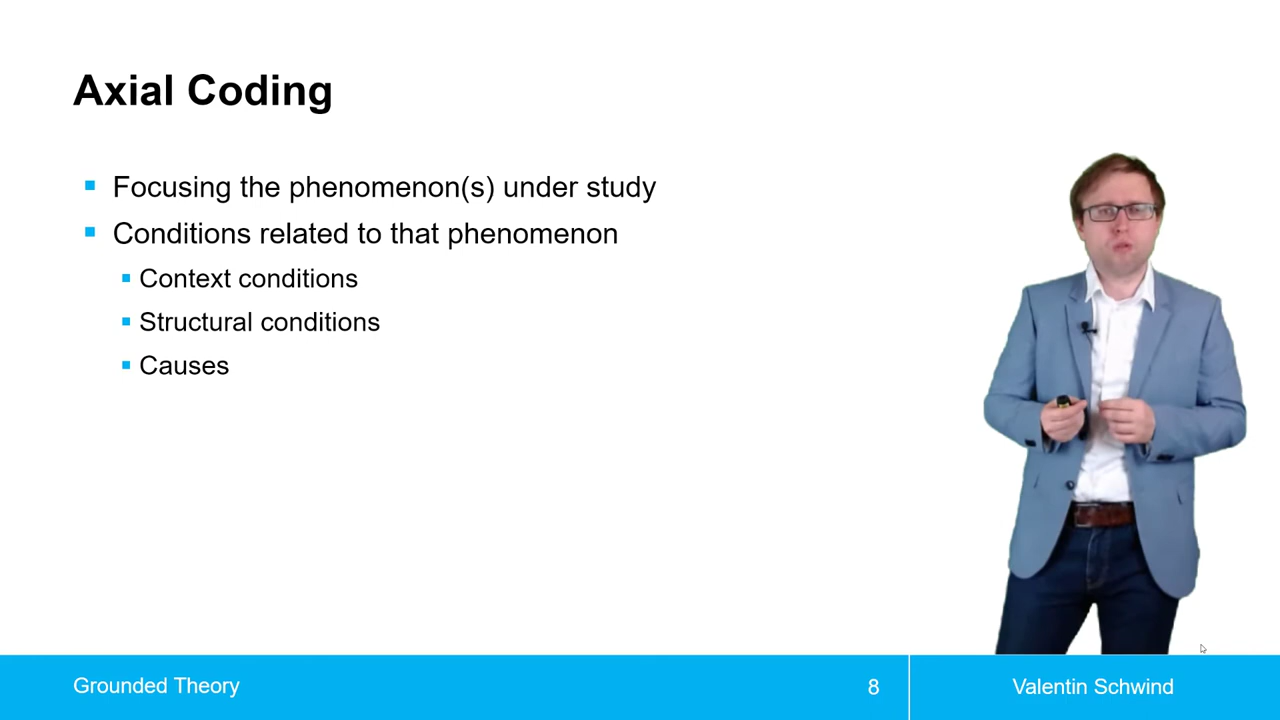 Axial Coding
Focusing the phenomenon(s) under study
Conditions related to that phenomenon
Context conditions
Structural conditions
Causes
Grounded Theory
8
Valentin Schwind